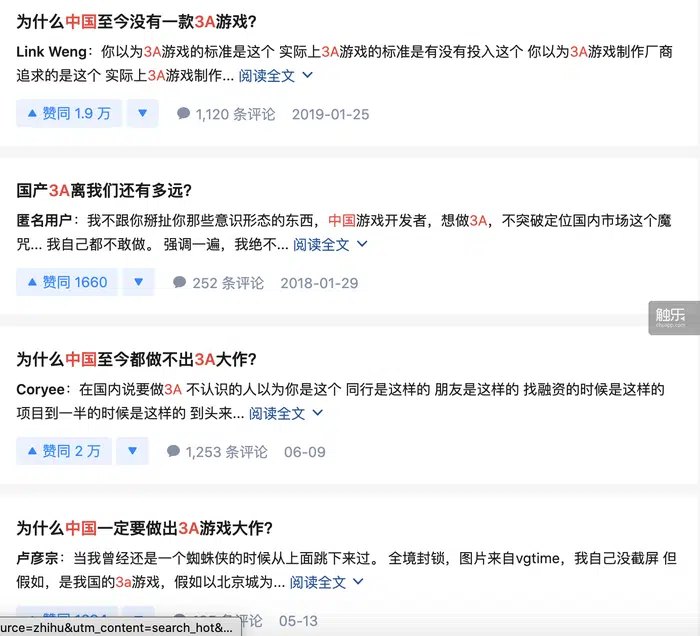 为什么中国至今没有一款3A游戏?
Link Weng：你以为3A游戏的标准是这个 实际上3A游戏的标准是有没有投入这个 你以为3A游戏制作厂商
追求的是这个 实际上3A游戏制作... 阅读全文
赞同 1.9 万 1,120 条评论 2019-01-25
国产3A离我们还有多远?
匿名用户：我不跟你掰扯你那些意识形态的东西，中国游戏开发者，想做3A，不突破定位国内市场这个魔
咒... 我自己都不敢做。 强调一遍，我绝不... 阅读全文
赞同 1660 252 条评论 2018-01-29
触乐
为什么中国至今都做不出3A大作?
Coryee：在国内说要做3A 不认识的人以为你是这个 同行是这样的 朋友是这样的 找融资的时候是这样的
项目到一半的时候是这样的 到头来... 阅读全文
赞同 2 万 1,253 条评论 06-09
为什么中国一定要做出3A游戏大作?
卢彦宗：当我曾经还是一个蜘蛛侠的时候从上面跳下来过。 全境封锁，图片来自vgtime，我自己没截屏 但
假如，是我国的3a游戏，假如以北京城为... 阅读全文
评论 05-13
urce=zhihu&utm_content=search_hot&...